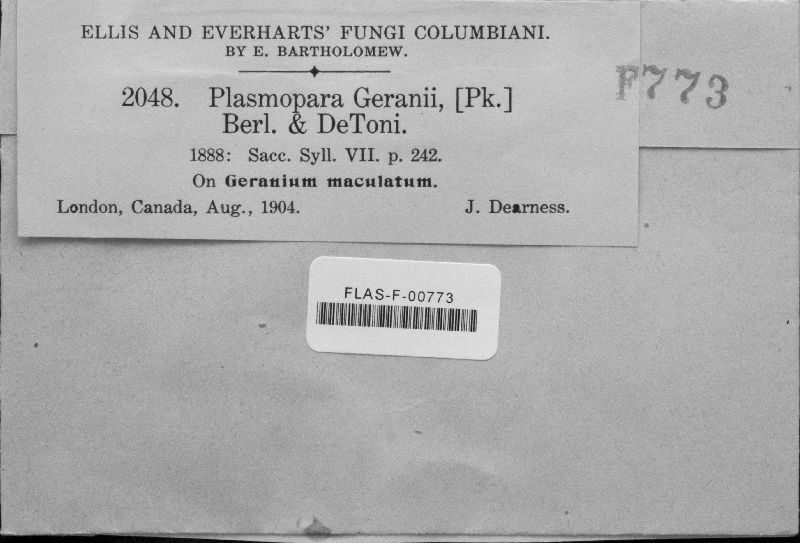 ELLIS AND EVERHARTS' FUNGI COLUMBIANI.
BY E. BARTHOLOMEW.
2048. Plasmopara Geranii, [Pk.]
Berl. & DeToni.
1888: Sacc. Syll. VII. p. 242.
On Geranium maculatum.
London, Canada, Aug., 1904. J. Dearness.
F773
FLAS-F-00773